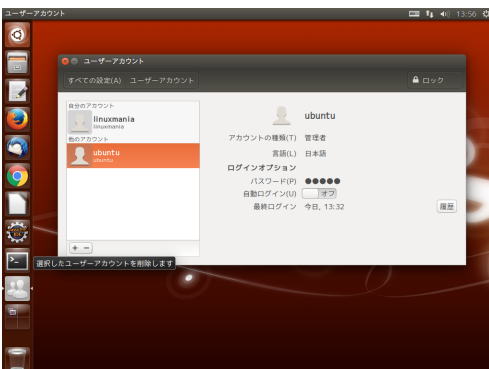 ユーザーアカウント
13:56
ユーザーアカウント
すべての設定(A) ユーザーアカウント
ロック
自分のアカウント
linuxmania
linuxmania
他のアカウント
ubuntu
ubuntu
ubuntu
アカウントの種類(T) 管理者
言語(L) 日本語
ログインオプション
パスワード(P) ●●●●●
自動ログイン(U) オフ
最終ログイン 今日, 13:32
履歴
+ −
選択したユーザーアカウントを削除します